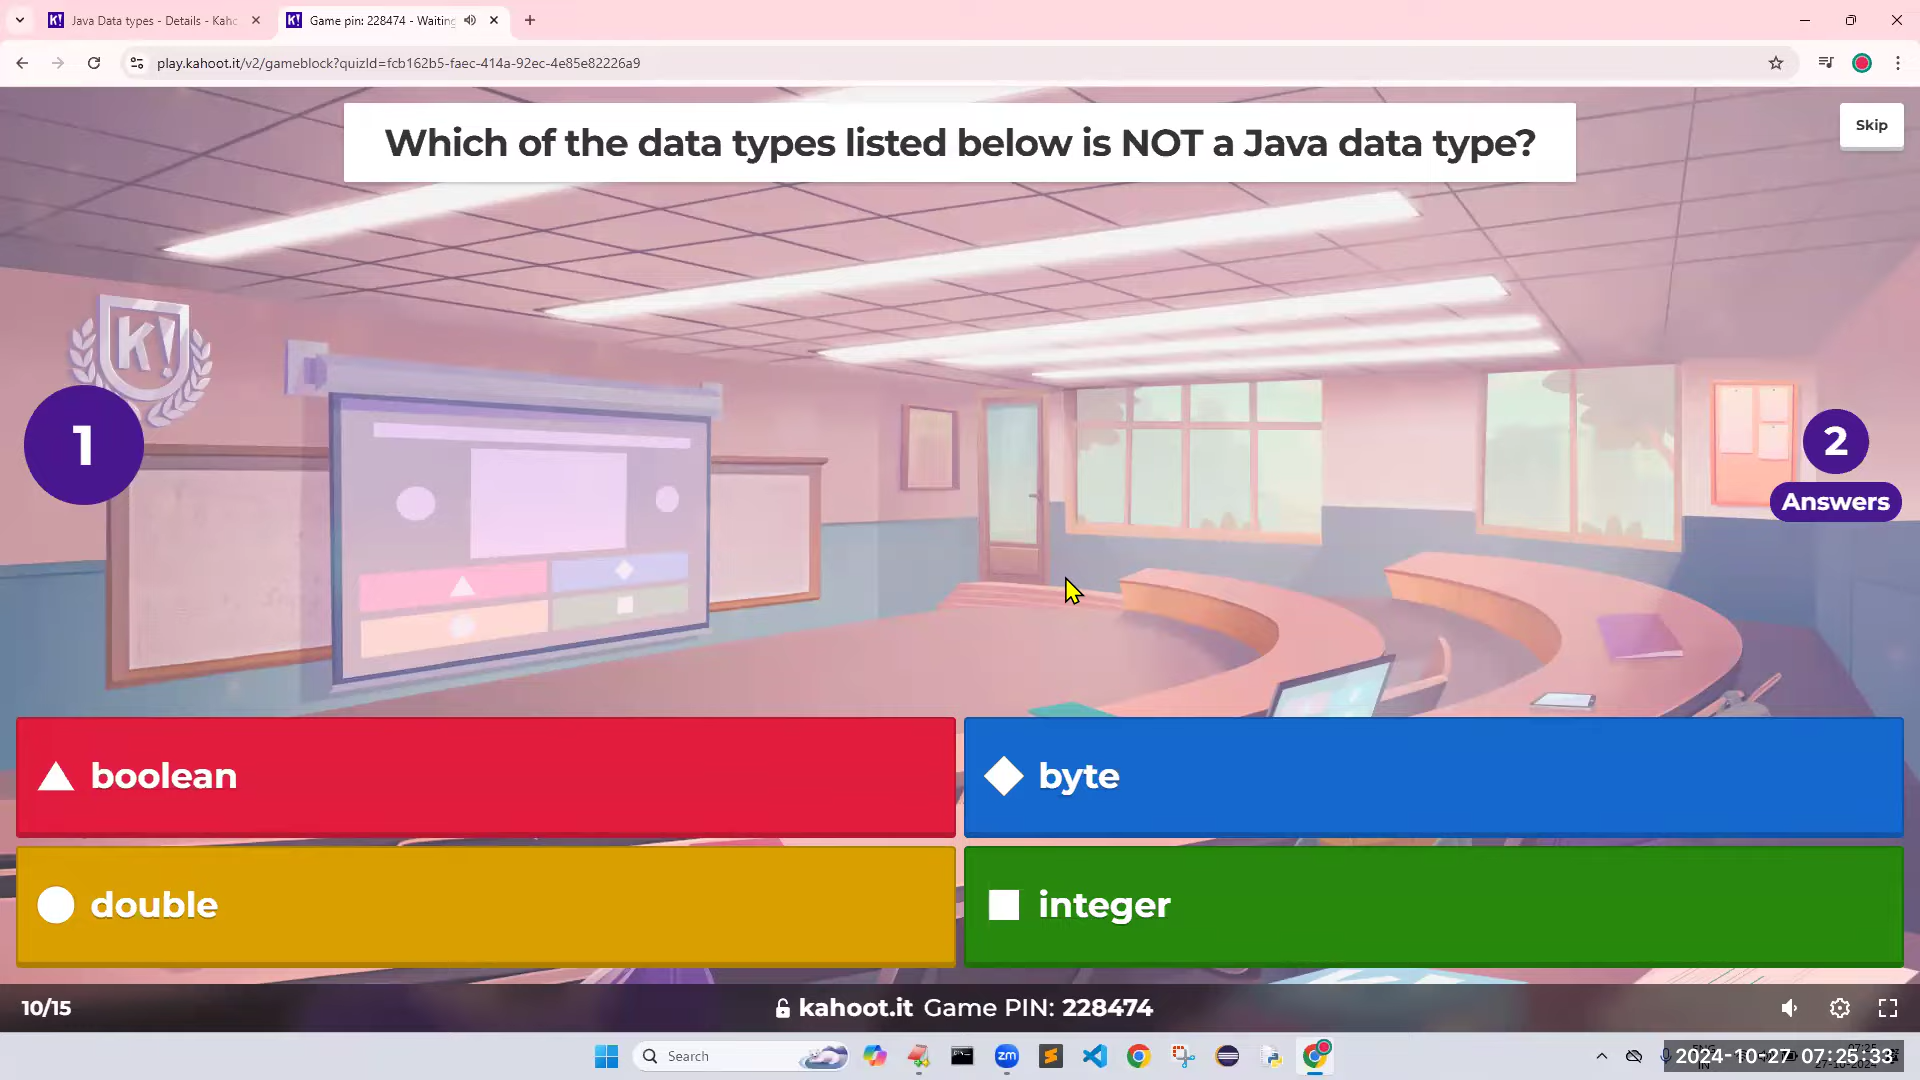 Java Data types - Details - Kaho
Game pin: 228474 - Waiting
play.kahoot.it/v2/gameblock?quizId=fcb162b5-faec-414a-92ec-4e85e82226a9
Which of the data types listed below is NOT a Java data type?
Skip
K!
1
2
Answers
boolean
byte
double
integer
10/15
kahoot.it Game PIN: 228474
Search
zm
2024-10-27 07:25:33